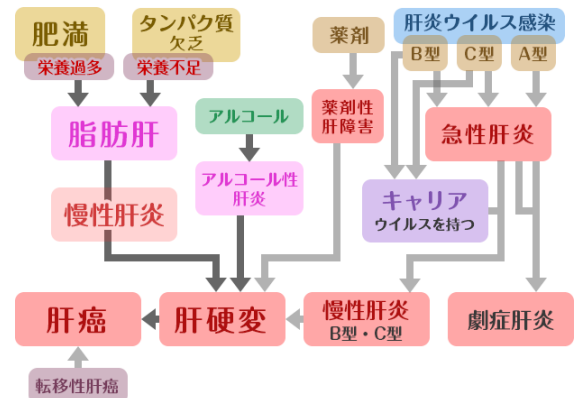 肥満
栄養過多
タンパク質
欠乏
栄養不足
薬剤
肝炎ウイルス感染
B型
C型
A型
脂肪肝
アルコール
薬剤性
肝障害
急性肝炎
慢性肝炎
アルコール性
肝炎
キャリア
ウイルスを持つ
肝癌
肝硬変
慢性肝炎
B型・C型
劇症肝炎
転移性肝癌